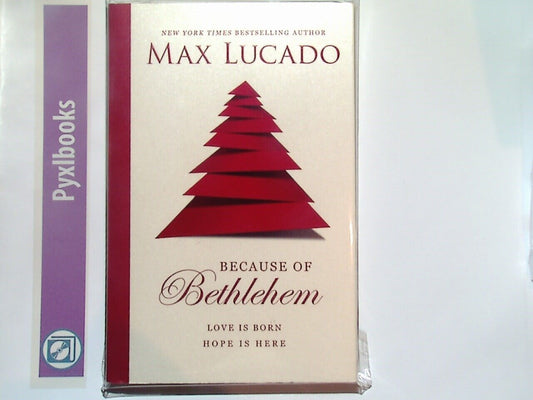 Pyxlbooks
NEW YORK TIMES BESTSELLING AUTHOR
MAX LUCADO
BECAUSE OF
Bethlehem
LOVE IS BORN
HOPE IS HERE